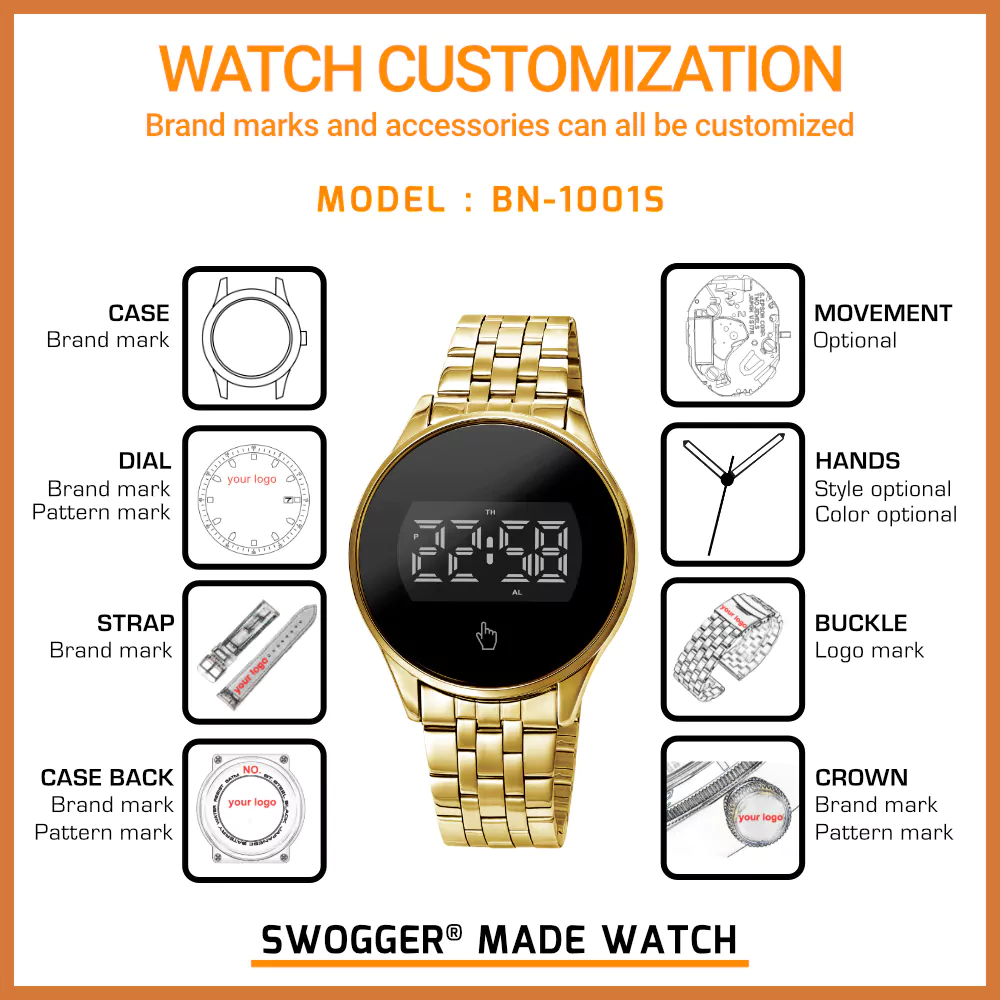 WATCH CUSTOMIZATION
Brand marks and accessories can all be customized
MODEL : BN-1001S
CASE
Brand mark
DIAL
Brand mark
Pattern mark
your logo
7
STRAP
Brand mark
your logo
CASE BACK
Brand mark
Pattern mark
NO.
your logo
TH
P
22:58
AL
MOVEMENT
Optional
HANDS
Style optional
Color optional
BUCKLE
Logo mark
your logo
CROWN
Brand mark
Pattern mark
your logo
SWOGGER® MADE WATCH